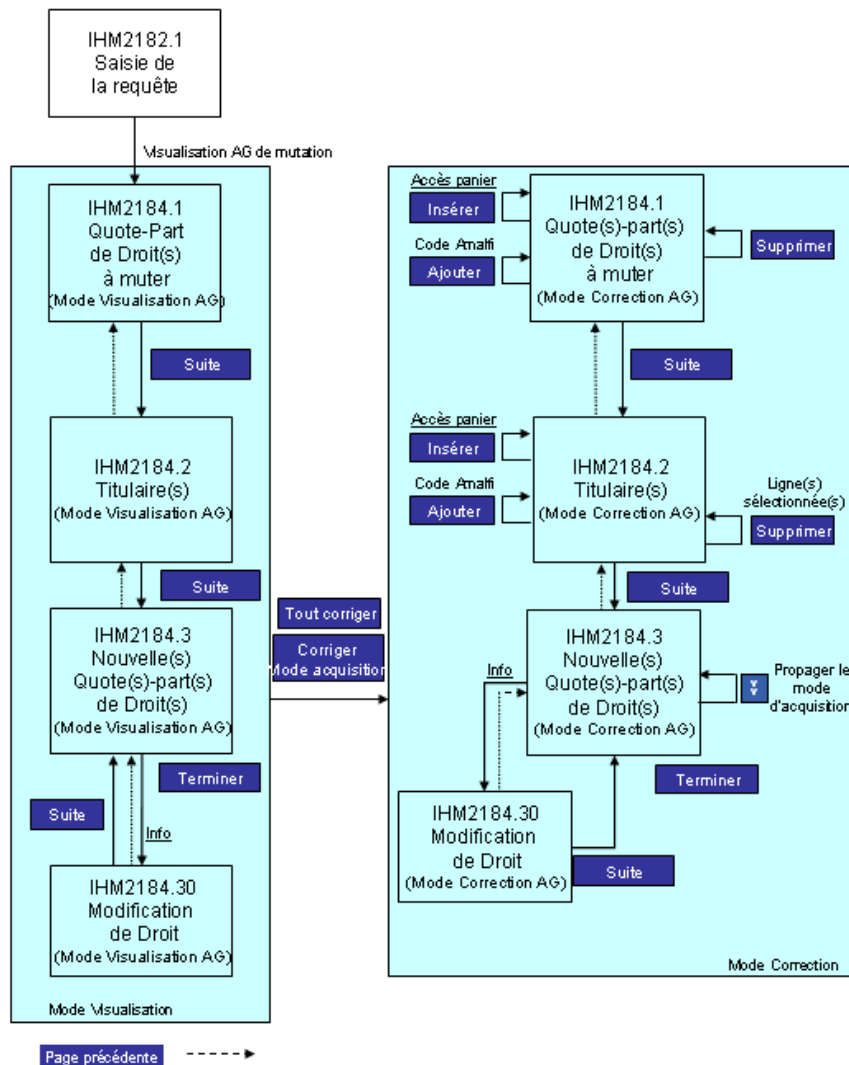 IHM2182.1
Saisie de
la requête
Visualisation AG de mutation
IHM2184.1
Quote-Part
de Droit(s)
à muter
(Mode Visualisation AG)
Suite
IHM2184.2
Titulaire(s)
(Mode Visualisation AG)
Suite
IHM2184.3
Nouvelle(s)
Quote(s)-part(s)
de Droit(s)
(Mode Visualisation AG)
Terminer
Suite
Info
IHM2184.30
Modification
de Droit
(Mode Visualisation AG)
Mode Visualisation
Tout corriger
Corriger
Mode acquisition
Accès panier
Insérer
Code Amalfi
Ajouter
IHM2184.1
Quote(s)-part(s)
de Droit(s)
à muter
(Mode Correction AG)
Supprimer
Suite
Accès panier
Insérer
Code Amalfi
Ajouter
IHM2184.2
Titulaire(s)
(Mode Correction AG)
Ligne(s)
sélectionnée(s)
Supprimer
Suite
IHM2184.3
Nouvelle(s)
Quote(s)-part(s)
de Droit(s)
(Mode Correction AG)
Info
Propager le
mode
d'acquisition
Terminer
IHM2184.30
Modification
de Droit
(Mode Correction AG)
Suite
Mode Correction
Page précédente